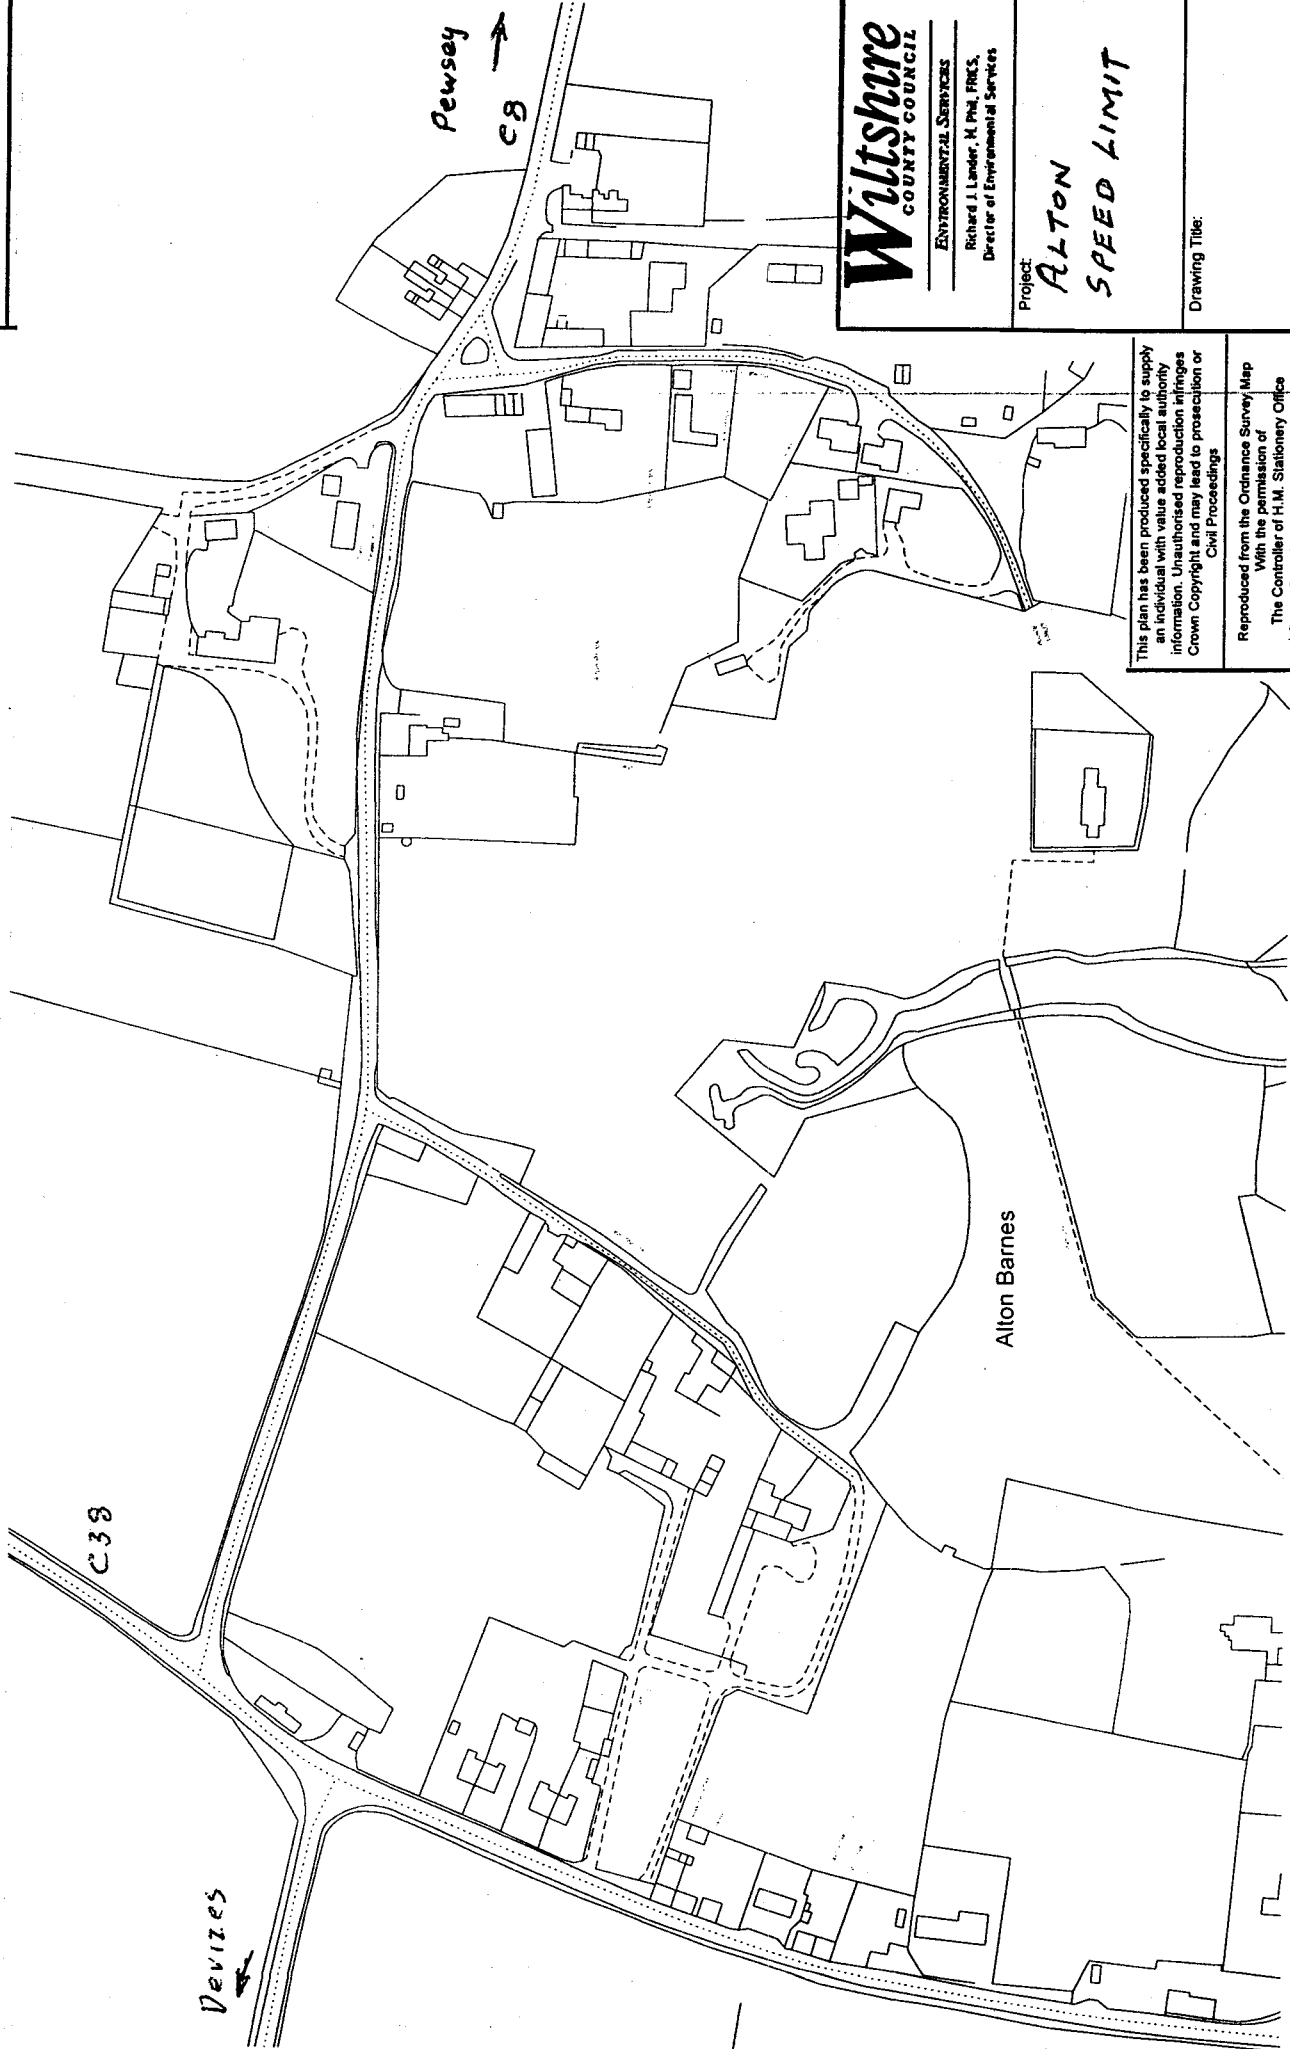 Pewsey
C8
C38
Devizes
Alton Barnes
Wiltshire
COUNTY COUNCIL
ENVIRONMENTAL SERVICES
Richard J. Lander, M. Phil, FRICS,
Director of Environmental Services
Project:
ALTON
SPEED LIMIT
Drawing Title:
This plan has been produced specifically to supply
an individual with value added local authority
information. Unauthorised reproduction infringes
Crown Copyright and may lead to prosecution or
Civil Proceedings
Reproduced from the Ordnance Survey Map
With the permission of
The Controller of H.M. Stationery Office